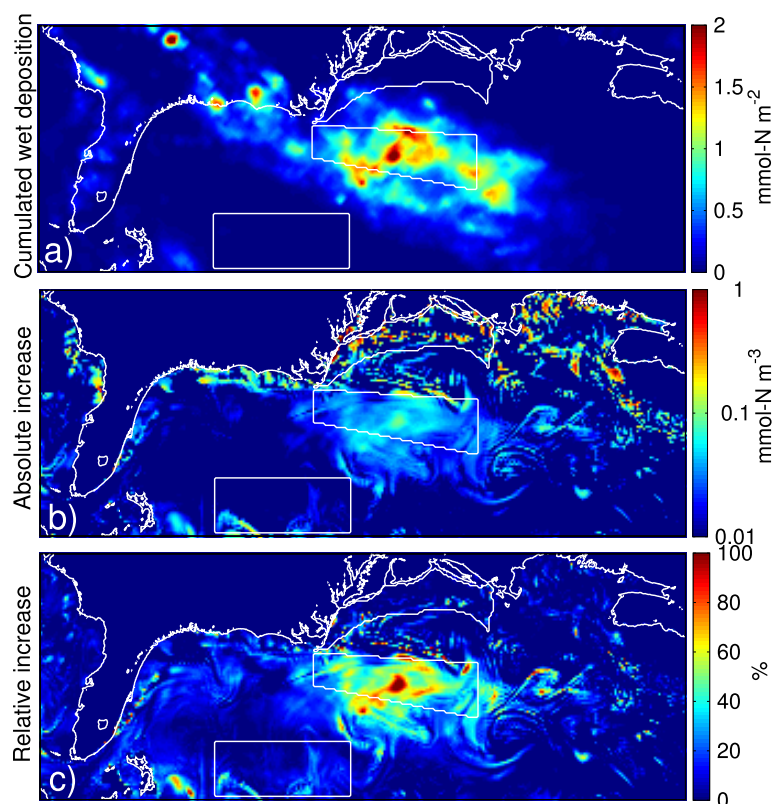 Cumulated wet deposition
a)
2
1.5
1
0.5
0
mmol-N m⁻²
Absolute increase
b)
1
0.1
0.01
mmol-N m⁻³
Relative increase
c)
100
80
60
40
20
0
%